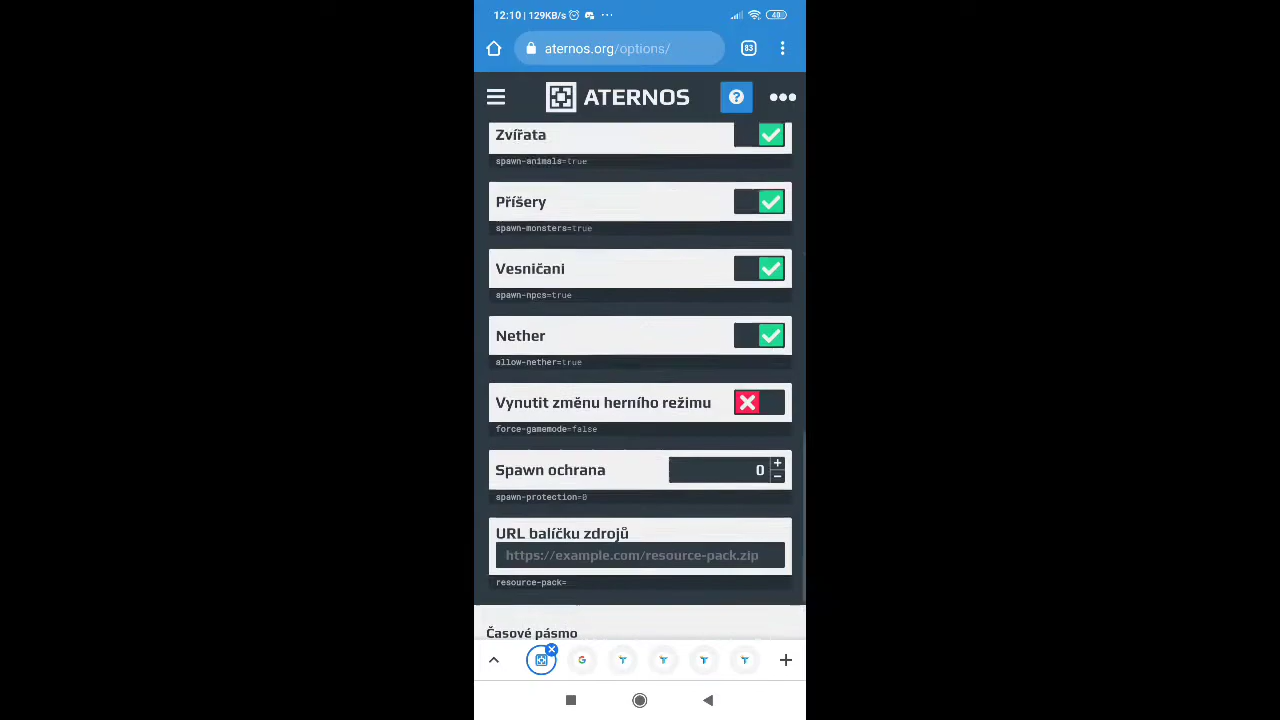 12:10 | 129KB/s ...
48
aternos.org/options/
83
ATERNOS
?
Zvířata
spawn-animals=true
Příšery
spawn-monsters=true
Vesničani
spawn-npcs=true
Nether
allow-nether=true
Vynutit změnu herního režimu
force-gamemode=false
Spawn ochrana
0
+
−
spawn-protection=0
URL balíčku zdrojů
https://example.com/resource-pack.zip
resource-pack=
Časové pásmo